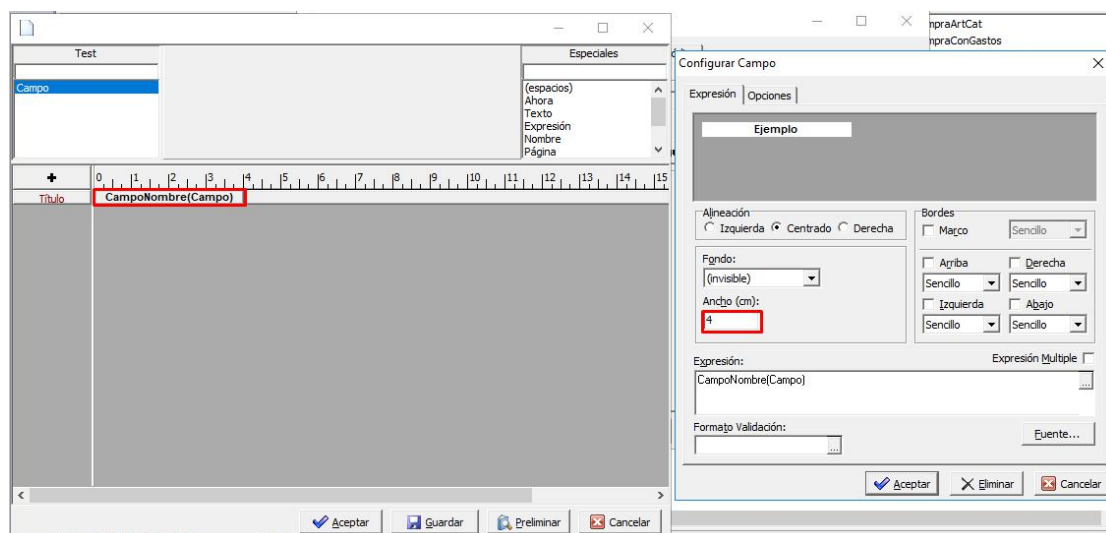 Test
Especiales
Campo
(espacios)
Ahora
Texto
Expresión
Nombre
Página
0 1 2 3 4 5 6 7 8 9 10 11 12 13 14 15
Título
CampoNombre(Campo)
Aceptar
Guardar
Preliminar
Cancelar
mpraArtCat
mpraConGastos
Configurar Campo
Expresión
Opciones
Ejemplo
Alineación
Izquierda
Centrado
Derecha
Bordes
Marco
Sencillo
Fondo:
(invisible)
Ancho (cm):
4
Arriba
Derecha
Sencillo
Sencillo
Izquierda
Abajo
Sencillo
Sencillo
Expresión:
Expresión Multiple
CampoNombre(Campo)
...
Formato Validación:
...
Fuente...
Aceptar
Eliminar
Cancelar